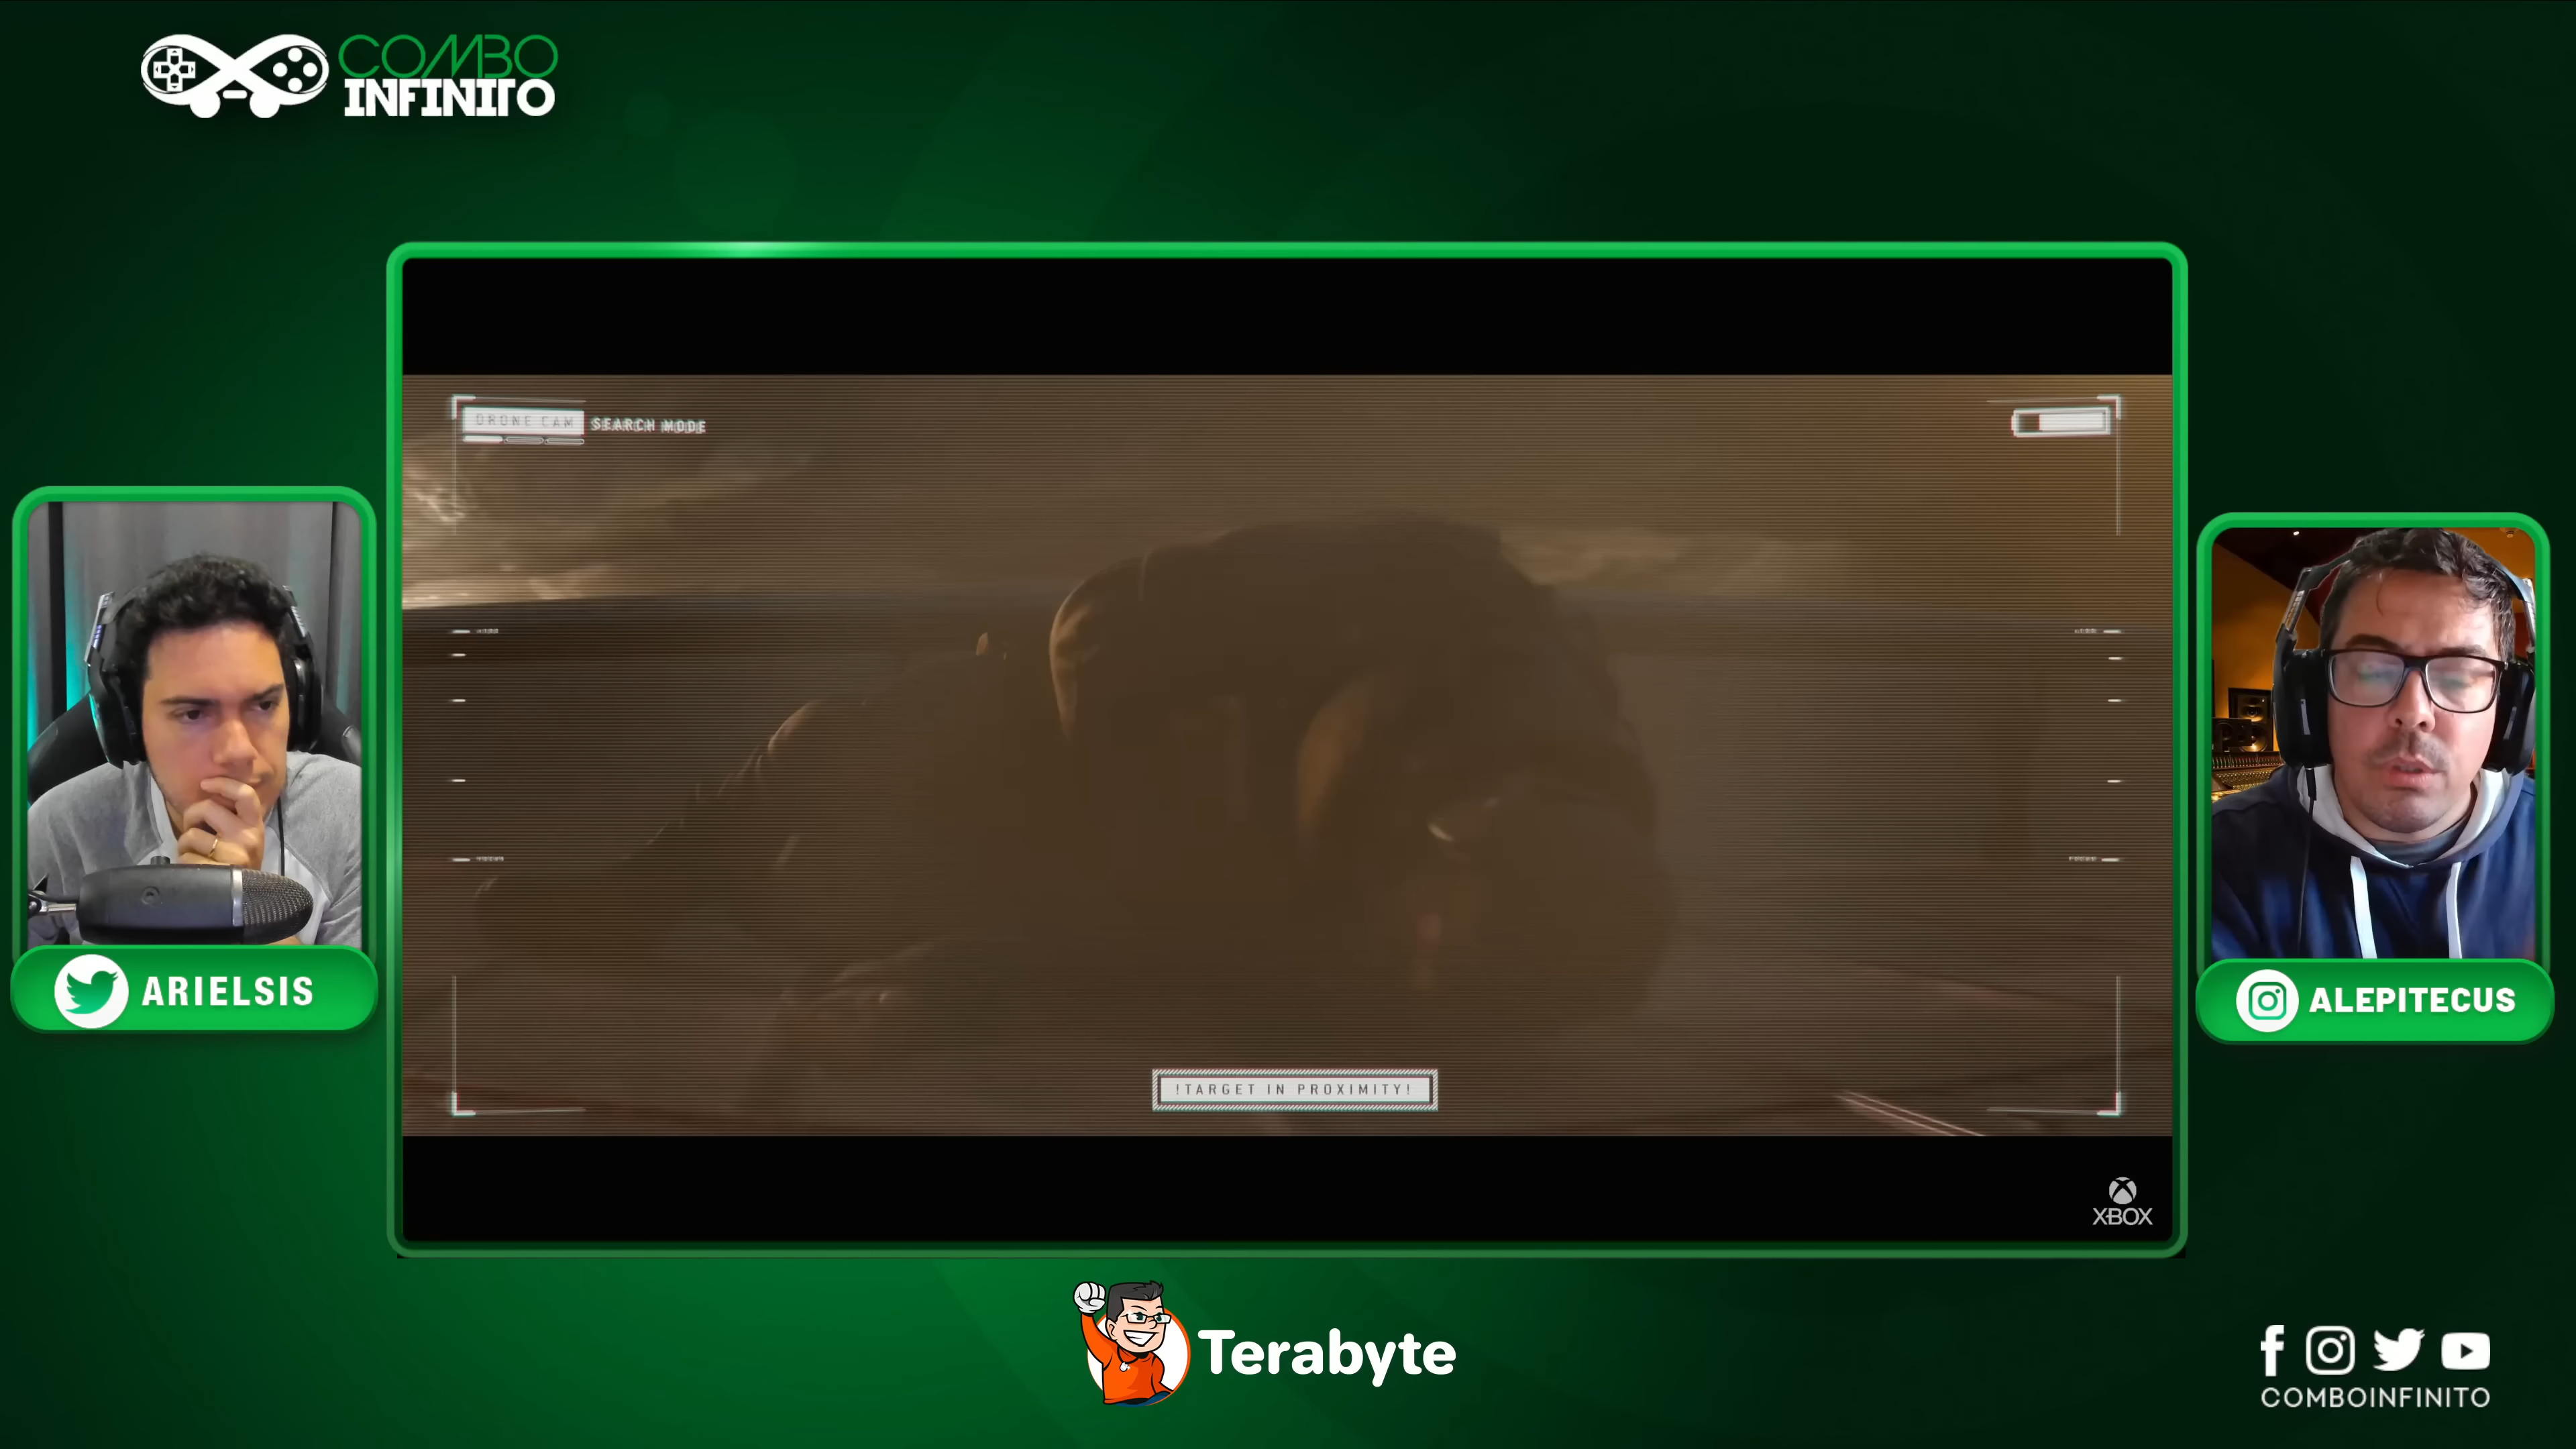 COMBO
INFINITO
DRONE CAM
SEARCH MODE
!TARGET IN PROXIMITY!
XBOX
ARIELSIS
ALEPITECUS
Terabyte
COMBOINFINITO